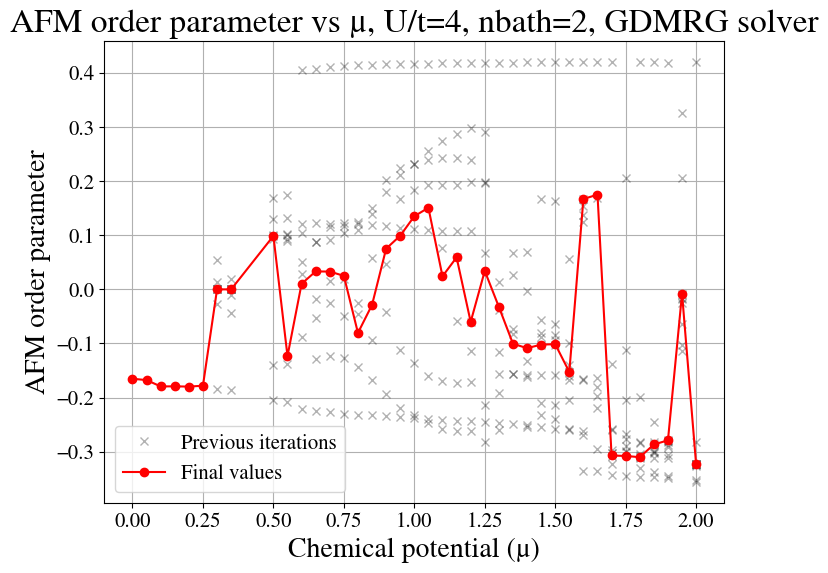 AFM order parameter vs µ, U/t=4, nbath=2, GDMRG solver
AFM order parameter
0.4
0.3
0.2
0.1
0.0
−0.1
−0.2
−0.3
Previous iterations
Final values
0.00 0.25 0.50 0.75 1.00 1.25 1.50 1.75 2.00
Chemical potential (µ)